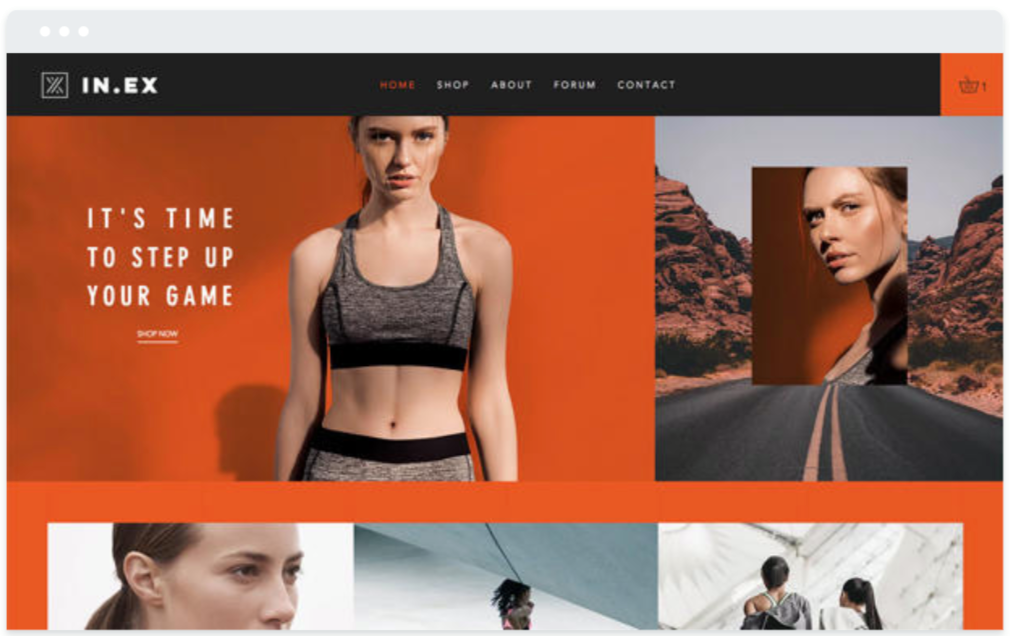 IN.EX
HOME SHOP ABOUT FORUM CONTACT
1
IT'S TIME
TO STEP UP
YOUR GAME
SHOP NOW